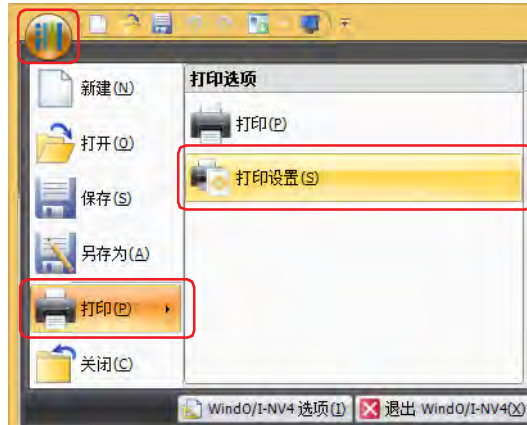 新建(N)
打开(O)
保存(S)
另存为(A)
打印(P)
关闭(C)
打印选项
打印(P)
打印设置(S)
WindO/I-NV4 选项(I)
退出 WindO/I-NV4(X)